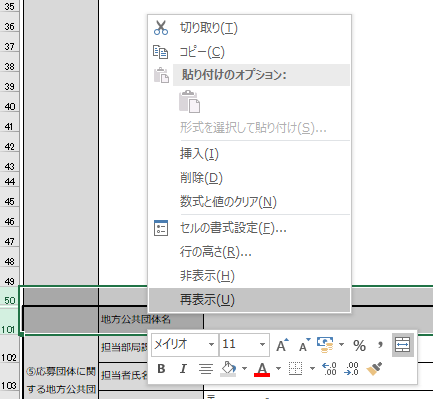 35
36
37
38
39
40
41
42
43
44
45
46
47
48
49
50
101
102
103
切り取り(T)
コピー(C)
貼り付けのオプション:
形式を選択して貼り付け(S)...
挿入(I)
削除(D)
数式と値のクリア(N)
セルの書式設定(F)...
行の高さ(R)...
非表示(H)
再表示(U)
地方公共団体名
担当部局課
担当者氏名
⑤応募団体に関
する地方公共団
メイリオ 11 A A % ,
B I A .00 .0
〒